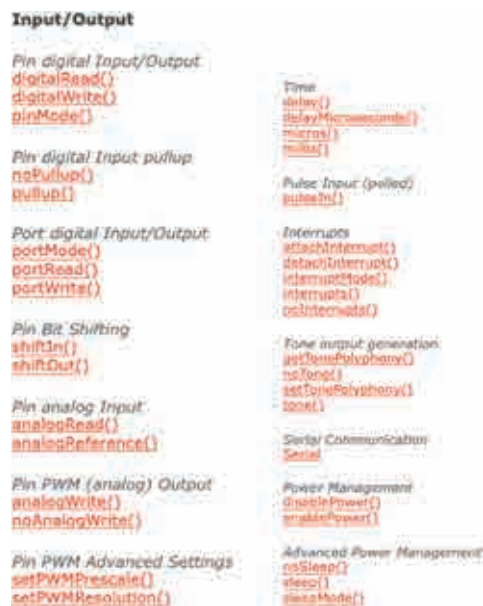 Input/Output
Pin digital Input/Output
digitalRead()
digitalWrite()
pinMode()
Pin digital Input pullup
noPullup()
pullup()
Port digital Input/Output
portMode()
portRead()
portWrite()
Pin Bit Shifting
shiftIn()
shiftOut()
Pin analog Input
analogRead()
analogReference()
Pin PWM (analog) Output
analogWrite()
noAnalogWrite()
Pin PWM Advanced Settings
setPWMPrescale()
setPWMResolution()
Time
delay()
delayMicroseconds()
micros()
millis()
Pulse Input (polled)
pulseIn()
Interrupts
attachInterrupt()
detachInterrupt()
interruptMode()
interrupts()
noInterrupts()
Tone output generation
getTonePolyphony()
noTone()
setTonePolyphony()
tone()
Serial Communication
Serial
Power Management
disablePower()
enablePower()
Advanced Power Management
noSleep()
sleep()
sleepMode()